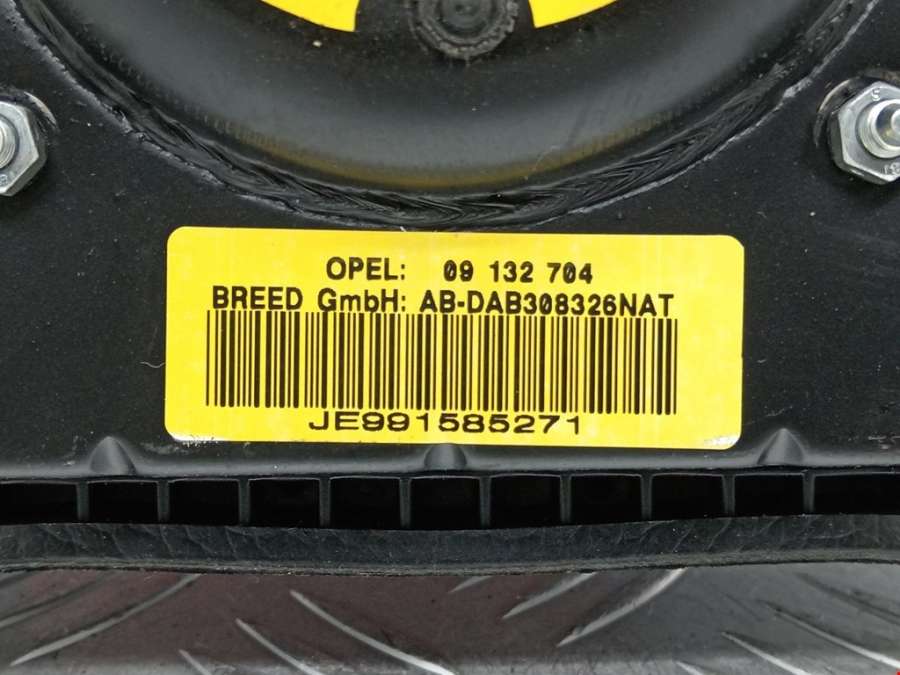 OPEL: 09 132 704
BREED GmbH: AB-DAB308326NAT
JE991585271